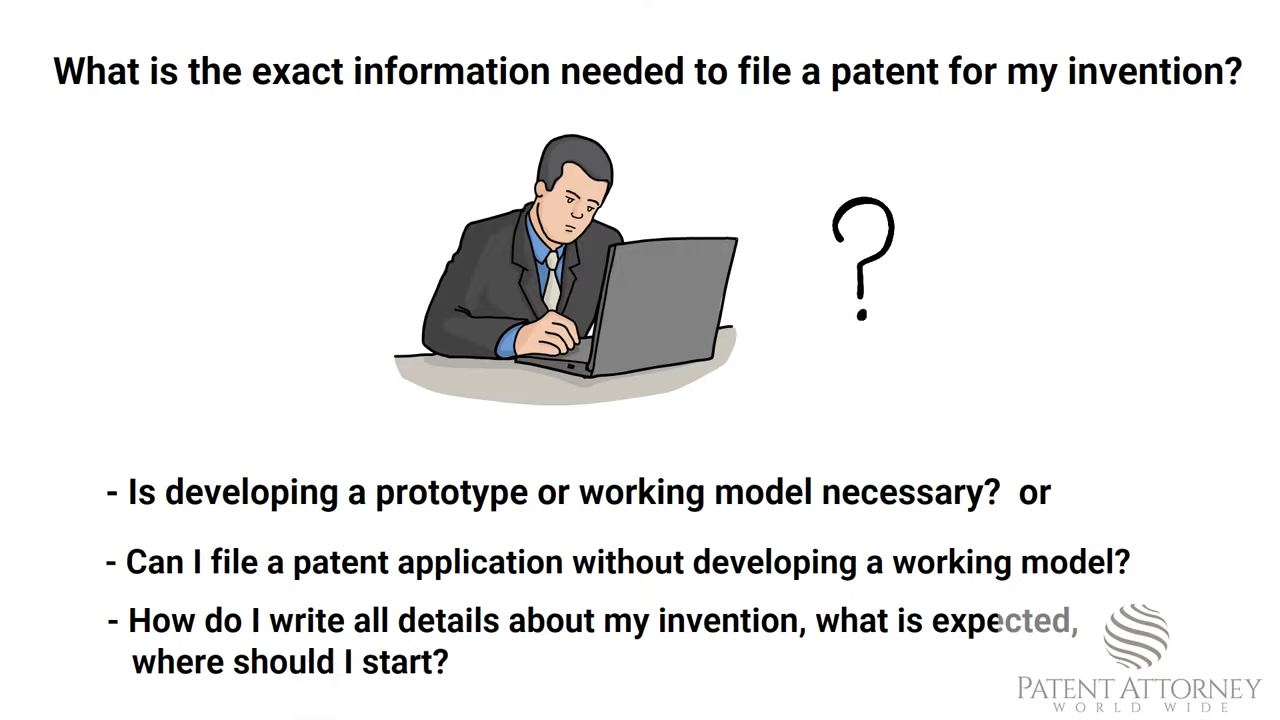 What is the exact information needed to file a patent for my invention?
- Is developing a prototype or working model necessary?  or
- Can I file a patent application without developing a working model?
- How do I write all details about my invention, what is expected,
where should I start?
PATENT ATTORNEY
WORLD WIDE